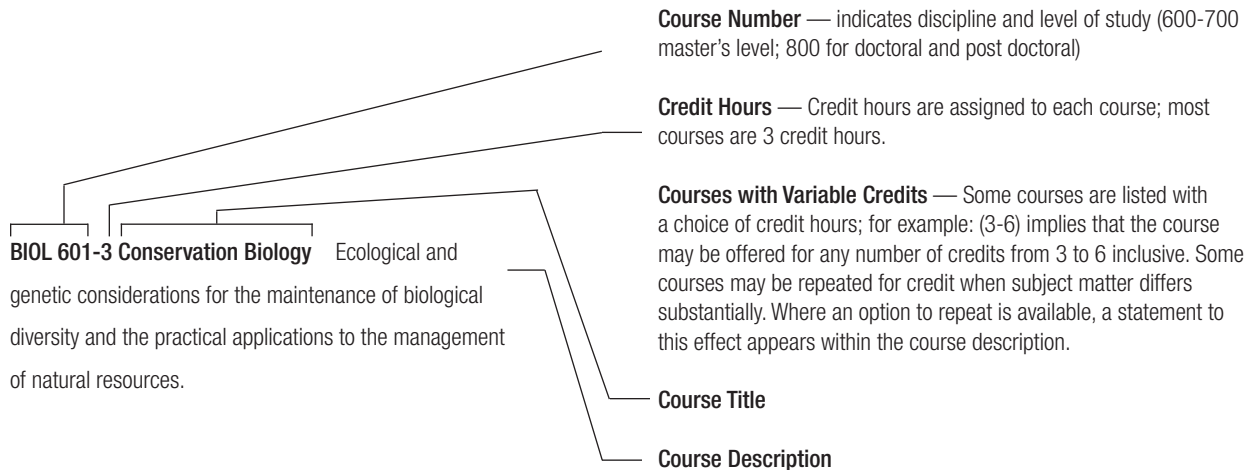 Course Number — indicates discipline and level of study (600-700
master’s level; 800 for doctoral and post doctoral)
Credit Hours — Credit hours are assigned to each course; most
courses are 3 credit hours.
Courses with Variable Credits — Some courses are listed with
a choice of credit hours; for example: (3-6) implies that the course
may be offered for any number of credits from 3 to 6 inclusive. Some
courses may be repeated for credit when subject matter differs
substantially. Where an option to repeat is available, a statement to
this effect appears within the course description.
Course Title
Course Description
BIOL 601-3 Conservation Biology Ecological and
genetic considerations for the maintenance of biological
diversity and the practical applications to the management
of natural resources.